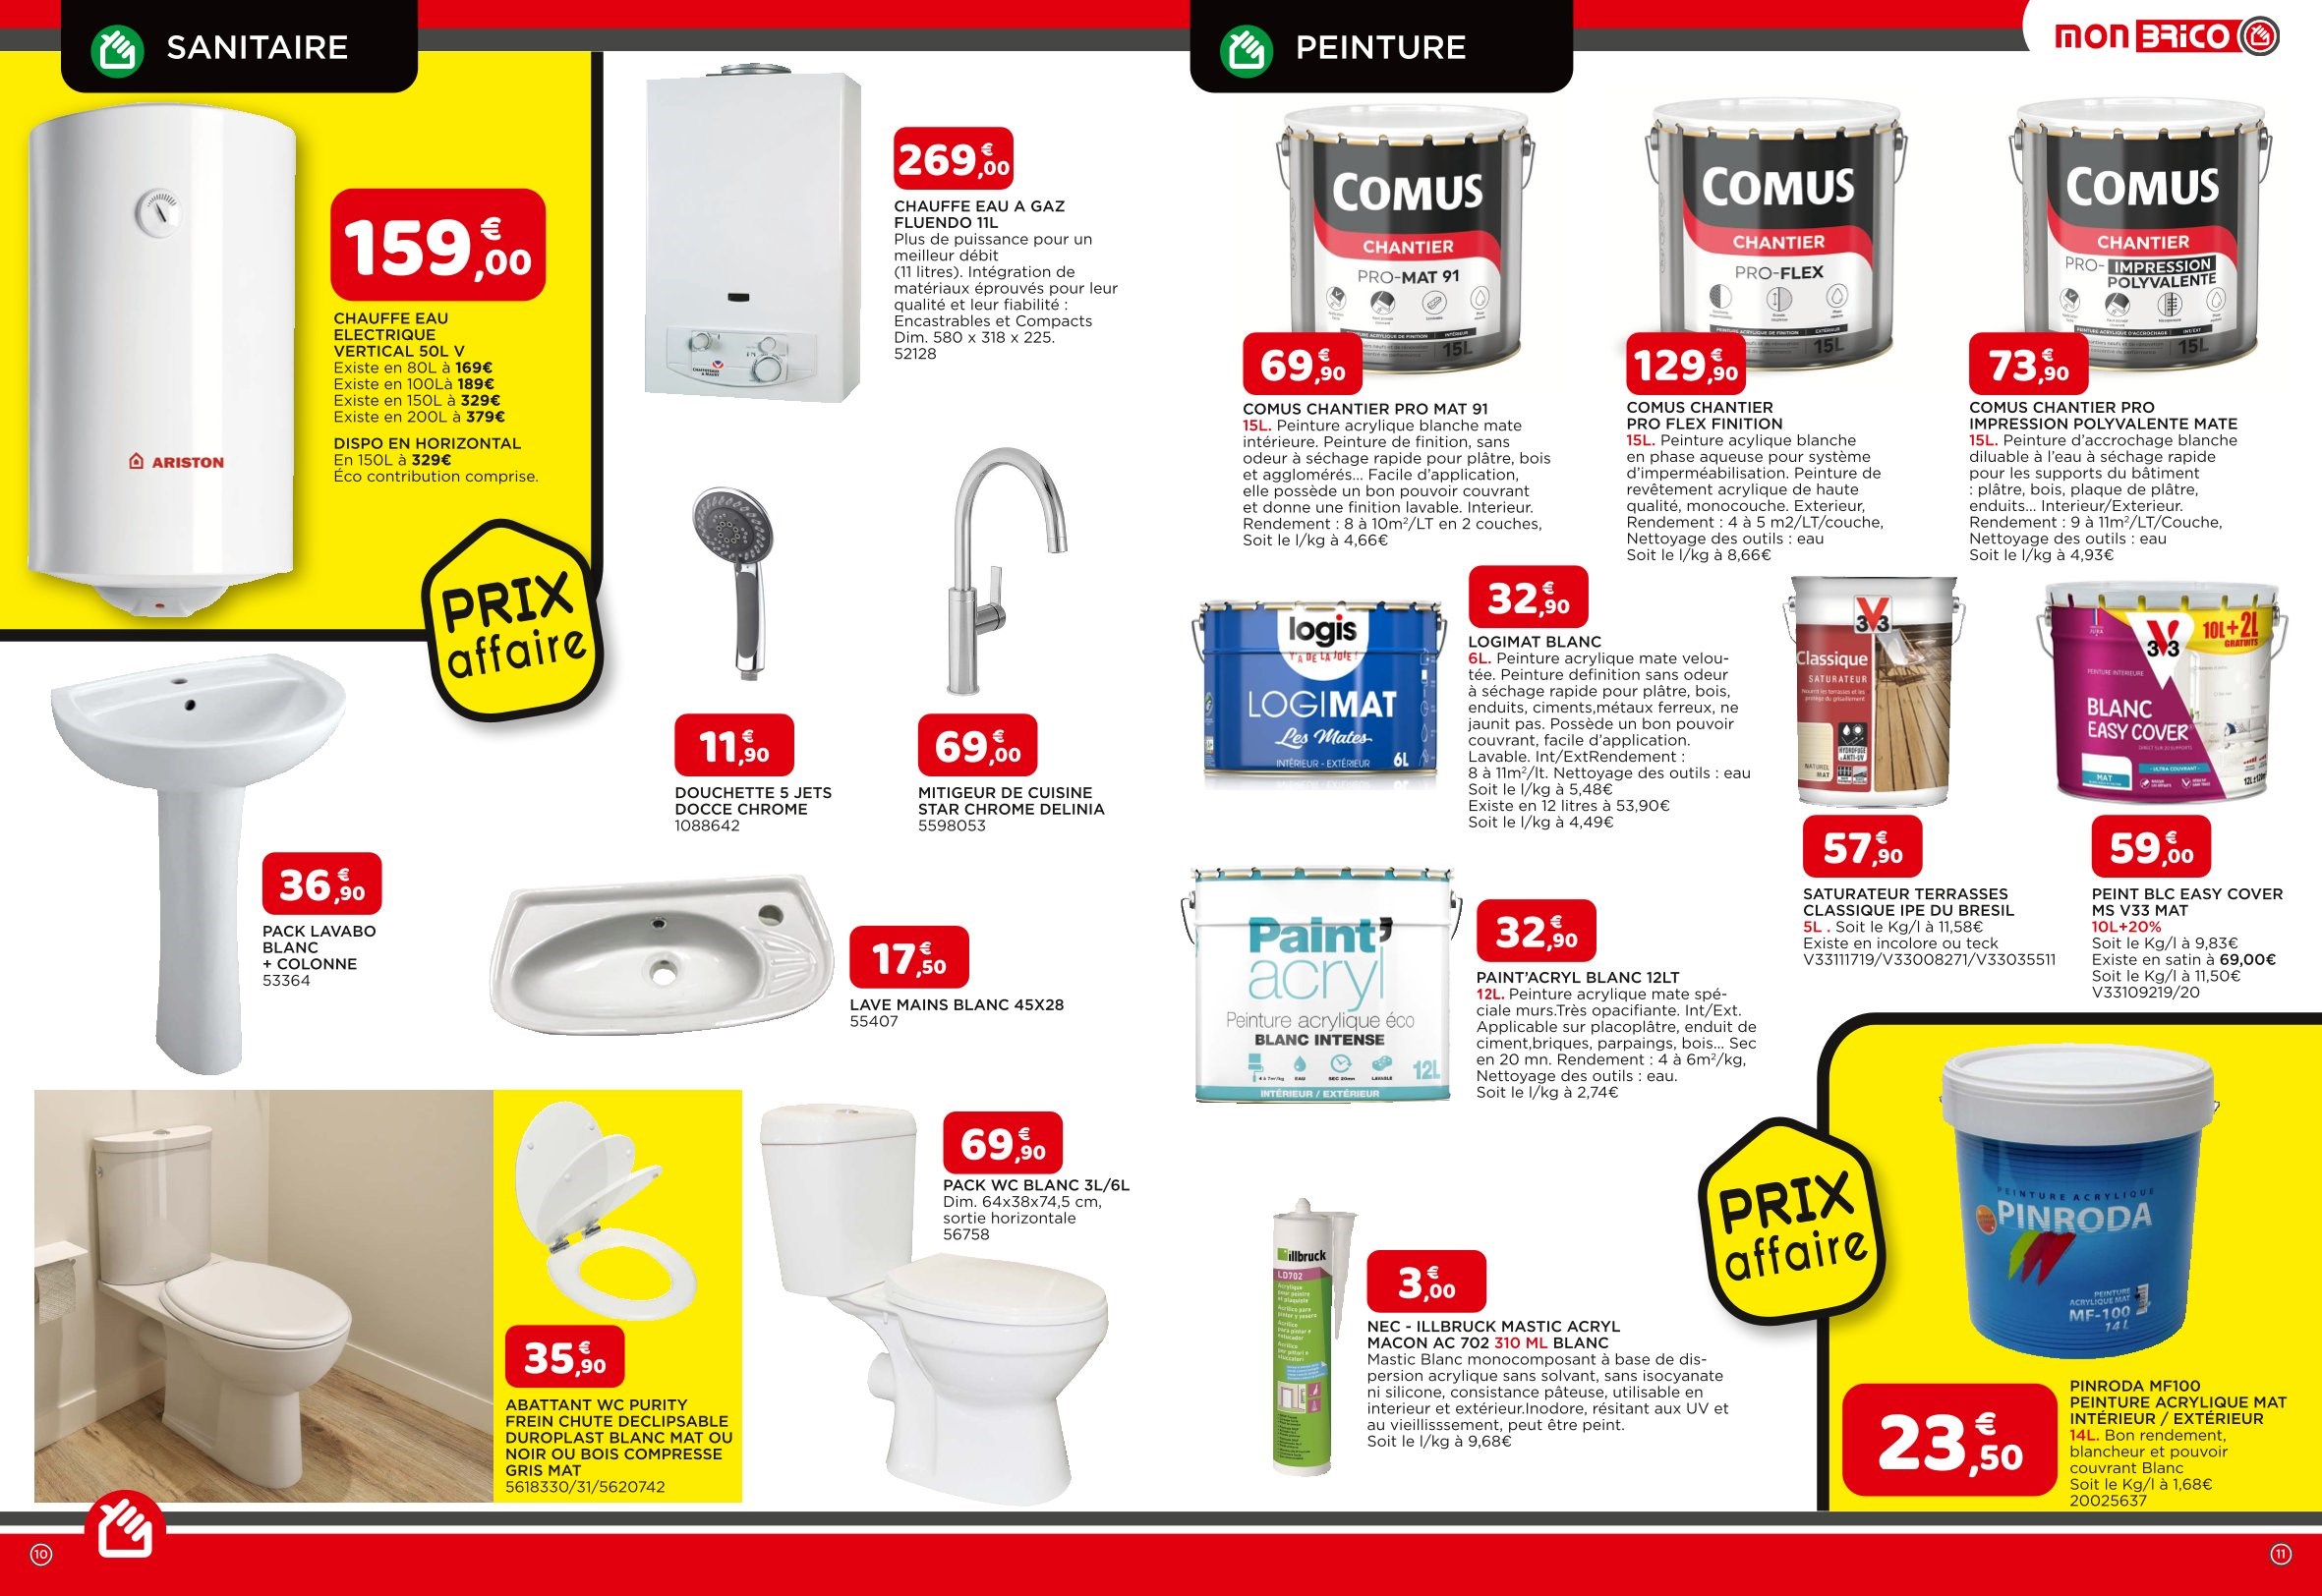 SANITAIRE
159€,00
CHAUFFE EAU
ELECTRIQUE
VERTICAL 50L V
Existe en 80L à 169€
Existe en 100Là 189€
Existe en 150L à 329€
Existe en 200L à 379€
DISPO EN HORIZONTAL
En 150L à 329€
Éco contribution comprise.
ARISTON
PRIX
affaire
269€,00
CHAUFFE EAU A GAZ
FLUENDO 11L
Plus de puissance pour un
meilleur débit
(11 litres). Intégration de
matériaux éprouvés pour leur
qualité et leur fiabilité :
Encastrables et Compacts
Dim. 580 x 318 x 225.
52128
11€,90
DOUCHETTE 5 JETS
DOCCE CHROME
1088642
69€,00
MITIGEUR DE CUISINE
STAR CHROME DELINIA
5598053
36€,90
PACK LAVABO
BLANC
+ COLONNE
53364
17€,50
LAVE MAINS BLANC 45X28
55407
35€,90
ABATTANT WC PURITY
FREIN CHUTE DECLIPSABLE
DUROPLAST BLANC MAT OU
NOIR OU BOIS COMPRESSE
GRIS MAT
5618330/31/5620742
69€,90
PACK WC BLANC 3L/6L
Dim. 64x38x74,5 cm,
sortie horizontale
56758
10
PEINTURE
MON BRICO
COMUS
CHANTIER
PRO-MAT 91
15L
69€,90
COMUS CHANTIER PRO MAT 91
15L. Peinture acrylique blanche mate
intérieure. Peinture de finition, sans
odeur à séchage rapide pour plâtre, bois
et agglomérés... Facile d'application,
elle possède un bon pouvoir couvrant
et donne une finition lavable. Interieur.
Rendement : 8 à 10m²/LT en 2 couches,
Soit le l/kg à 4,66€
COMUS
CHANTIER
PRO-FLEX
15L
129€,90
COMUS CHANTIER
PRO FLEX FINITION
15L. Peinture acylique blanche
en phase aqueuse pour système
d'imperméabilisation. Peinture de
revêtement acrylique de haute
qualité, monocouche. Exterieur,
Rendement : 4 à 5 m2/LT/couche,
Nettoyage des outils : eau
Soit le l/kg à 8,66€
COMUS
CHANTIER
PRO- IMPRESSION
POLYVALENTE
15L
73€,90
COMUS CHANTIER PRO
IMPRESSION POLYVALENTE MATE
15L. Peinture d'accrochage blanche
diluable à l'eau à séchage rapide
pour les supports du bâtiment
: plâtre, bois, plaque de plâtre,
enduits... Interieur/Exterieur.
Rendement : 9 à 11m²/LT/Couche,
Nettoyage des outils : eau
Soit le l/kg à 4,93€
logis
Y'A DE LA JOIE !
LOGIMAT
Les Mates
INTÉRIEUR - EXTÉRIEUR
6L
32€,90
LOGIMAT BLANC
6L. Peinture acrylique mate velou-
tée. Peinture definition sans odeur
à séchage rapide pour plâtre, bois,
enduits, ciments,métaux ferreux, ne
jaunit pas. Possède un bon pouvoir
couvrant, facile d'application.
Lavable. Int/ExtRendement :
8 à 11m²/lt. Nettoyage des outils : eau
Soit le l/kg à 5,48€
Existe en 12 litres à 53,90€
Soit le l/kg à 4,49€
V33
Classique
SATURATEUR
HYDROFUGE
ANTI-UV
NATUREL
MAT
57€,90
SATURATEUR TERRASSES
CLASSIQUE IPE DU BRESIL
5L . Soit le Kg/l à 11,58€
Existe en incolore ou teck
V33111719/V33008271/V33035511
10L+2L
GRATUITS
V33
PEINTURE INTERIEURE
BLANC
EASY COVER
MAT
ULTRA COUVRANT
59€,00
PEINT BLC EASY COVER
MS V33 MAT
10L+20%
Soit le Kg/l à 9,83€
Existe en satin à 69,00€
Soit le Kg/l à 11,50€
V33109219/20
Paint'
acryl
Peinture acrylique éco
BLANC INTENSE
EAU
SEC 20mn
LAVABLE
12L
INTÉRIEUR / EXTÉRIEUR
32€,90
PAINT'ACRYL BLANC 12LT
12L. Peinture acrylique mate spé-
ciale murs.Très opacifiante. Int/Ext.
Applicable sur placoplâtre, enduit de
ciment,briques, parpaings, bois... Sec
en 20 mn. Rendement : 4 à 6m²/kg,
Nettoyage des outils : eau.
Soit le l/kg à 2,74€
illbruck
LD702
3€,00
NEC - ILLBRUCK MASTIC ACRYL
MACON AC 702 310 ML BLANC
Mastic Blanc monocomposant à base de dis-
persion acrylique sans solvant, sans isocyanate
ni silicone, consistance pâteuse, utilisable en
interieur et extérieur.Inodore, résitant aux UV et
au vieillisssement, peut être peint.
Soit le l/kg à 9,68€
PRIX
affaire
PEINTURE ACRYLIQUE
PINRODA
PEINTURE
ACRYLIQUE MAT
MF-100
14L
23€,50
PINRODA MF100
PEINTURE ACRYLIQUE MAT
INTÉRIEUR / EXTÉRIEUR
14L. Bon rendement,
blancheur et pouvoir
couvrant Blanc
Soit le Kg/l à 1,68€
20025637
11